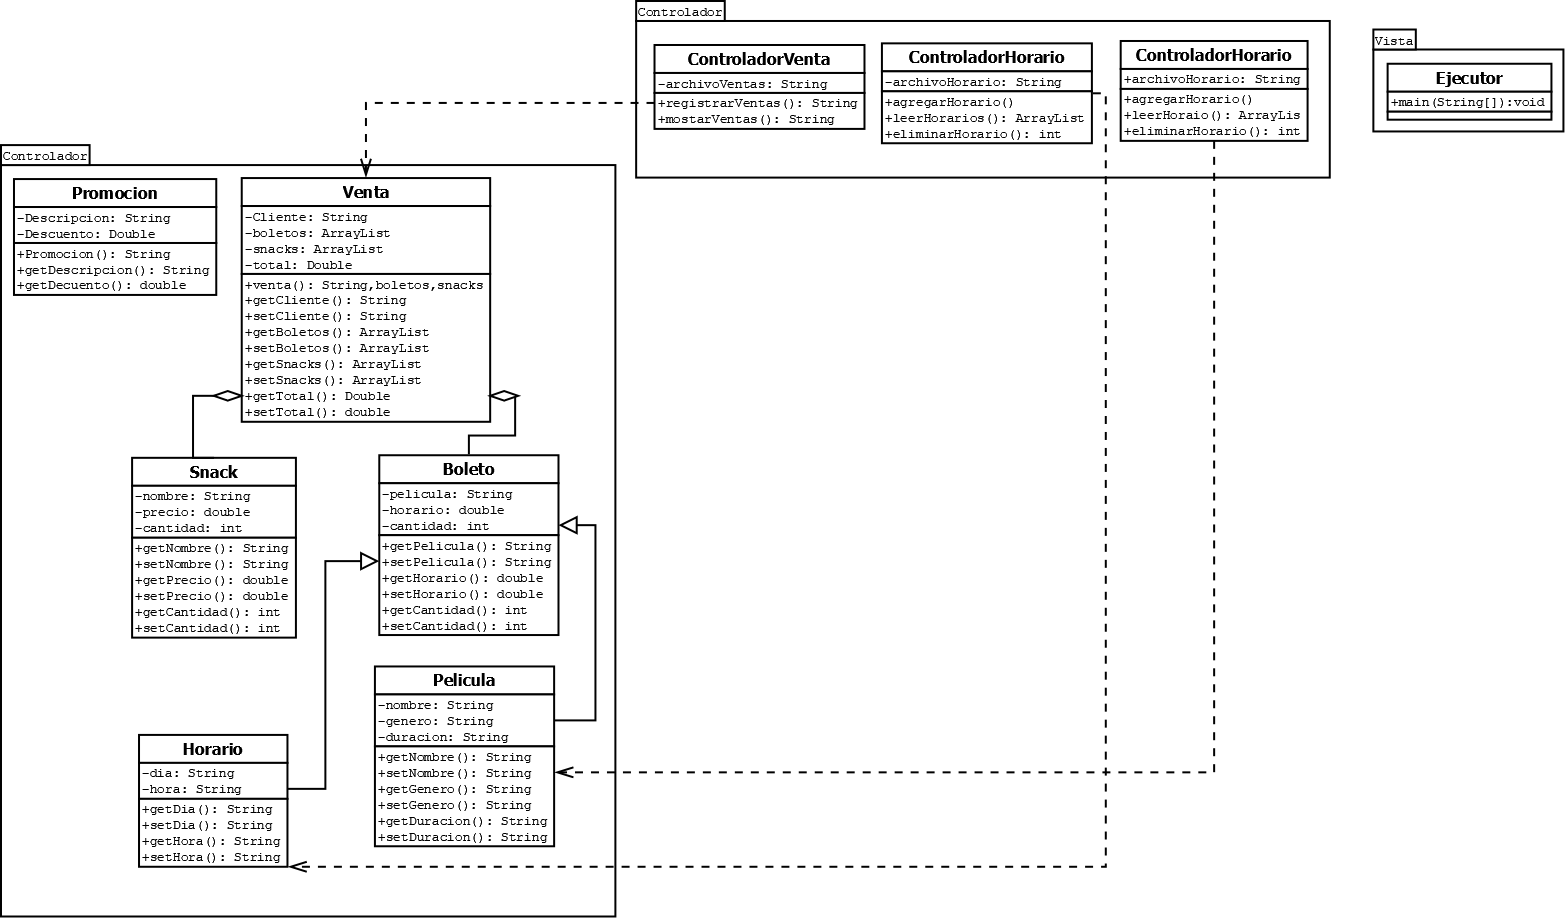 Controlador
ControladorVenta
-archivoVentas: String
+registrarVentas(): String
+mostarVentas(): String
ControladorHorario
-archivoHorario: String
+agregarHorario()
+leerHorarios(): ArrayList
+eliminarHorario(): int
ControladorHorario
+archivoHorario: String
+agregarHorario()
+leerHoraio(): ArrayLis
+eliminarHorario(): int
Vista
Ejecutor
+main(String[]):void
Controlador
Promocion
-Descripcion: String
-Descuento: Double
+Promocion(): String
+getDescripcion(): String
+getDecuento(): double
Venta
-Cliente: String
-boletos: ArrayList
-snacks: ArrayList
-total: Double
+venta(): String,boletos,snacks
+getCliente(): String
+setCliente(): String
+getBoletos(): ArrayList
+setBoletos(): ArrayList
+getSnacks(): ArrayList
+setSnacks(): ArrayList
+getTotal(): Double
+setTotal(): double
Snack
-nombre: String
-precio: double
-cantidad: int
+getNombre(): String
+setNombre(): String
+getPrecio(): double
+setPrecio(): double
+getCantidad(): int
+setCantidad(): int
Boleto
-pelicula: String
-horario: double
-cantidad: int
+getPelicula(): String
+setPelicula(): String
+getHorario(): double
+setHorario(): double
+getCantidad(): int
+setCantidad(): int
Pelicula
-nombre: String
-genero: String
-duracion: String
+getNombre(): String
+setNombre(): String
+getGenero(): String
+setGenero(): String
+getDuracion(): String
+setDuracion(): String
Horario
-dia: String
-hora: String
+getDia(): String
+setDia(): String
+getHora(): String
+setHora(): String